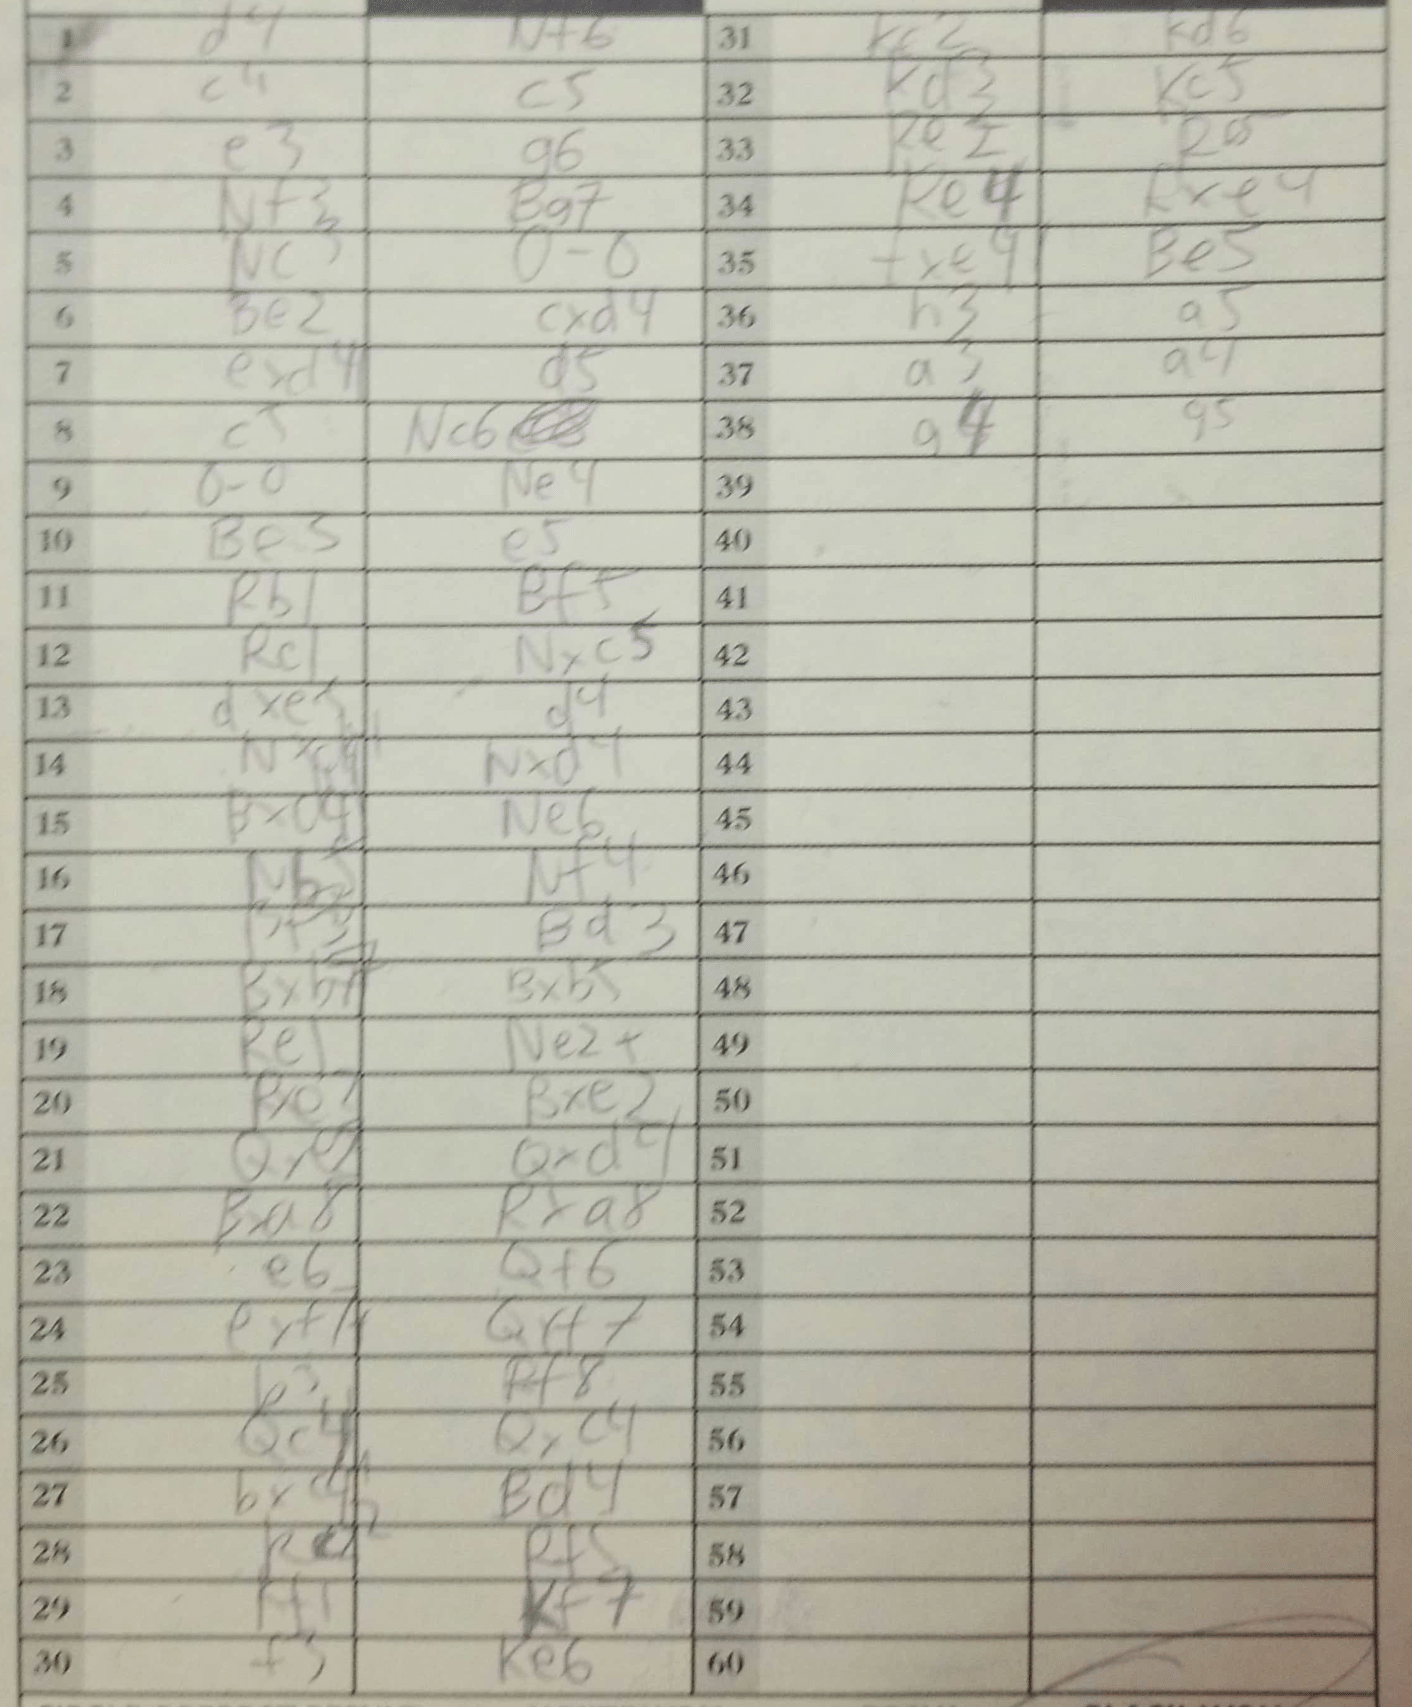 1 d4 Nf6 31 Kc2 Kd6
2 c4 c5 32 Kd3 Kc5
3 e3 g6 33 Re2
4 Nf3 Bg7 34 Re4 Rxe4
5 Nc3 0-0 35 fxe4 Be5
6 Be2 cxd4 36 h3 a5
7 exd4 d5 37 a3 a4
8 c5 Nc6 38 g4 g5
9 0-0 Ne4 39
10 Be3 e5 40
11 Rb1 Bf5 41
12 Rc1 Nxc5 42
13 dxe5 d4 43
14 Nxd4 Nxd4 44
15 Bxd4 Ne6 45
16 Nb5 Nf4 46
17 Bf3 Bd3 47
18 Bxb7 Bxb5 48
19 Re1 Ne2+ 49
20 Rxe2 Bxe2 50
21 Qxe2 Qxd4 51
22 Bxa8 Rxa8 52
23 e6 Qf6 53
24 exf7+ Qxf7 54
25 b3 Rf8 55
26 Qc4 Qxc4 56
27 bxc4 Bd4 57
28 Rf5 58
29 Kf7 59
30 f3 Ke6 60